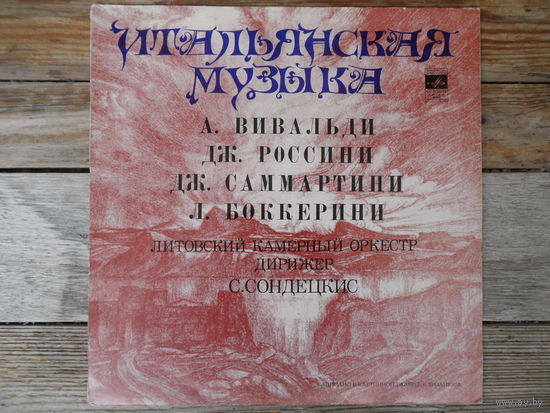 ИТАЛЬЯНСКАЯ
МУЗЫКА
А. ВИВАЛЬДИ
ДЖ. РОССИНИ
ДЖ. САММАРТИНИ
Л. БОККЕРИНИ
ЛИТОВСКИЙ КАМЕРНЫЙ ОРКЕСТР
ДИРИЖЕР
С. СОНДЕЦКИС